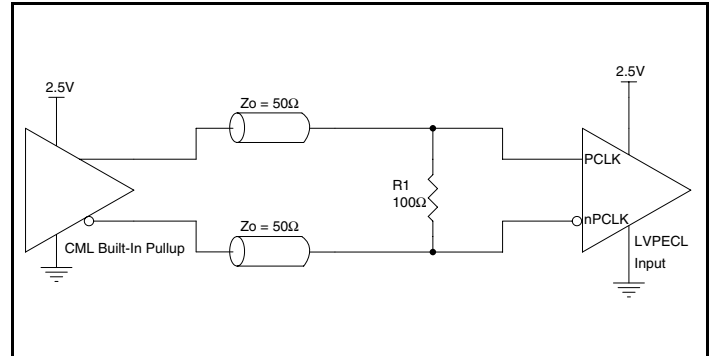 2.5V
2.5V
Zo = 50Ω
PCLK
R1
100Ω
nPCLK
Zo = 50Ω
CML Built-In Pullup
LVPECL
Input